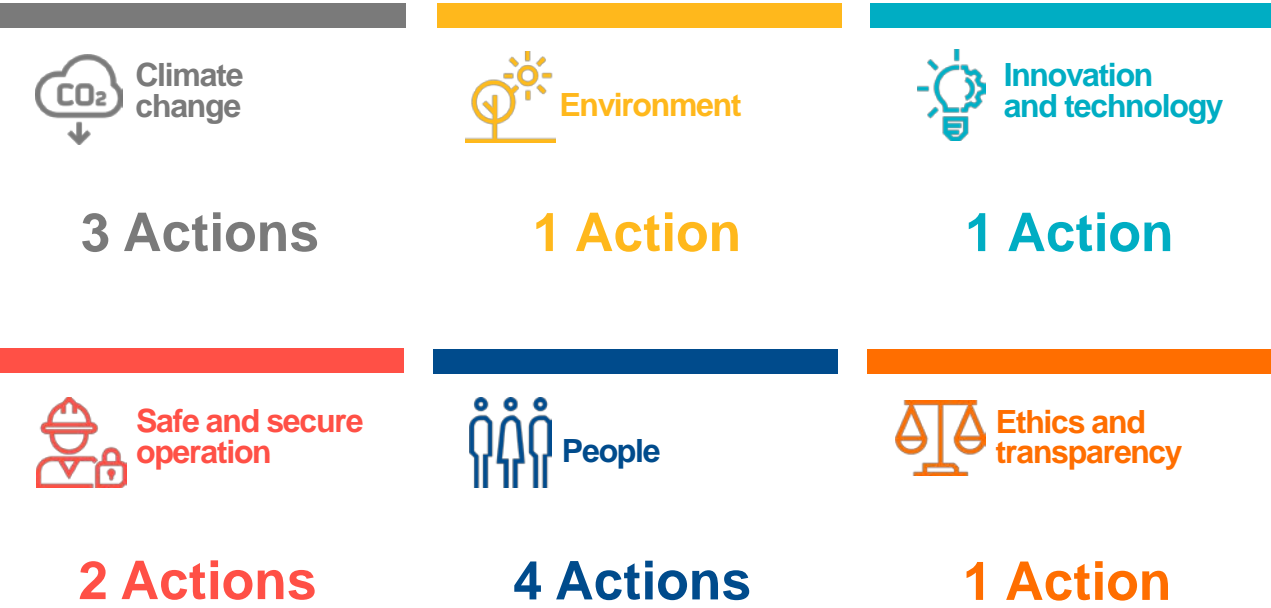 CO2
Climate
change
Environment
Innovation
and technology
3 Actions
1 Action
1 Action
Safe and secure
operation
People
Ethics and
transparency
2 Actions
4 Actions
1 Action